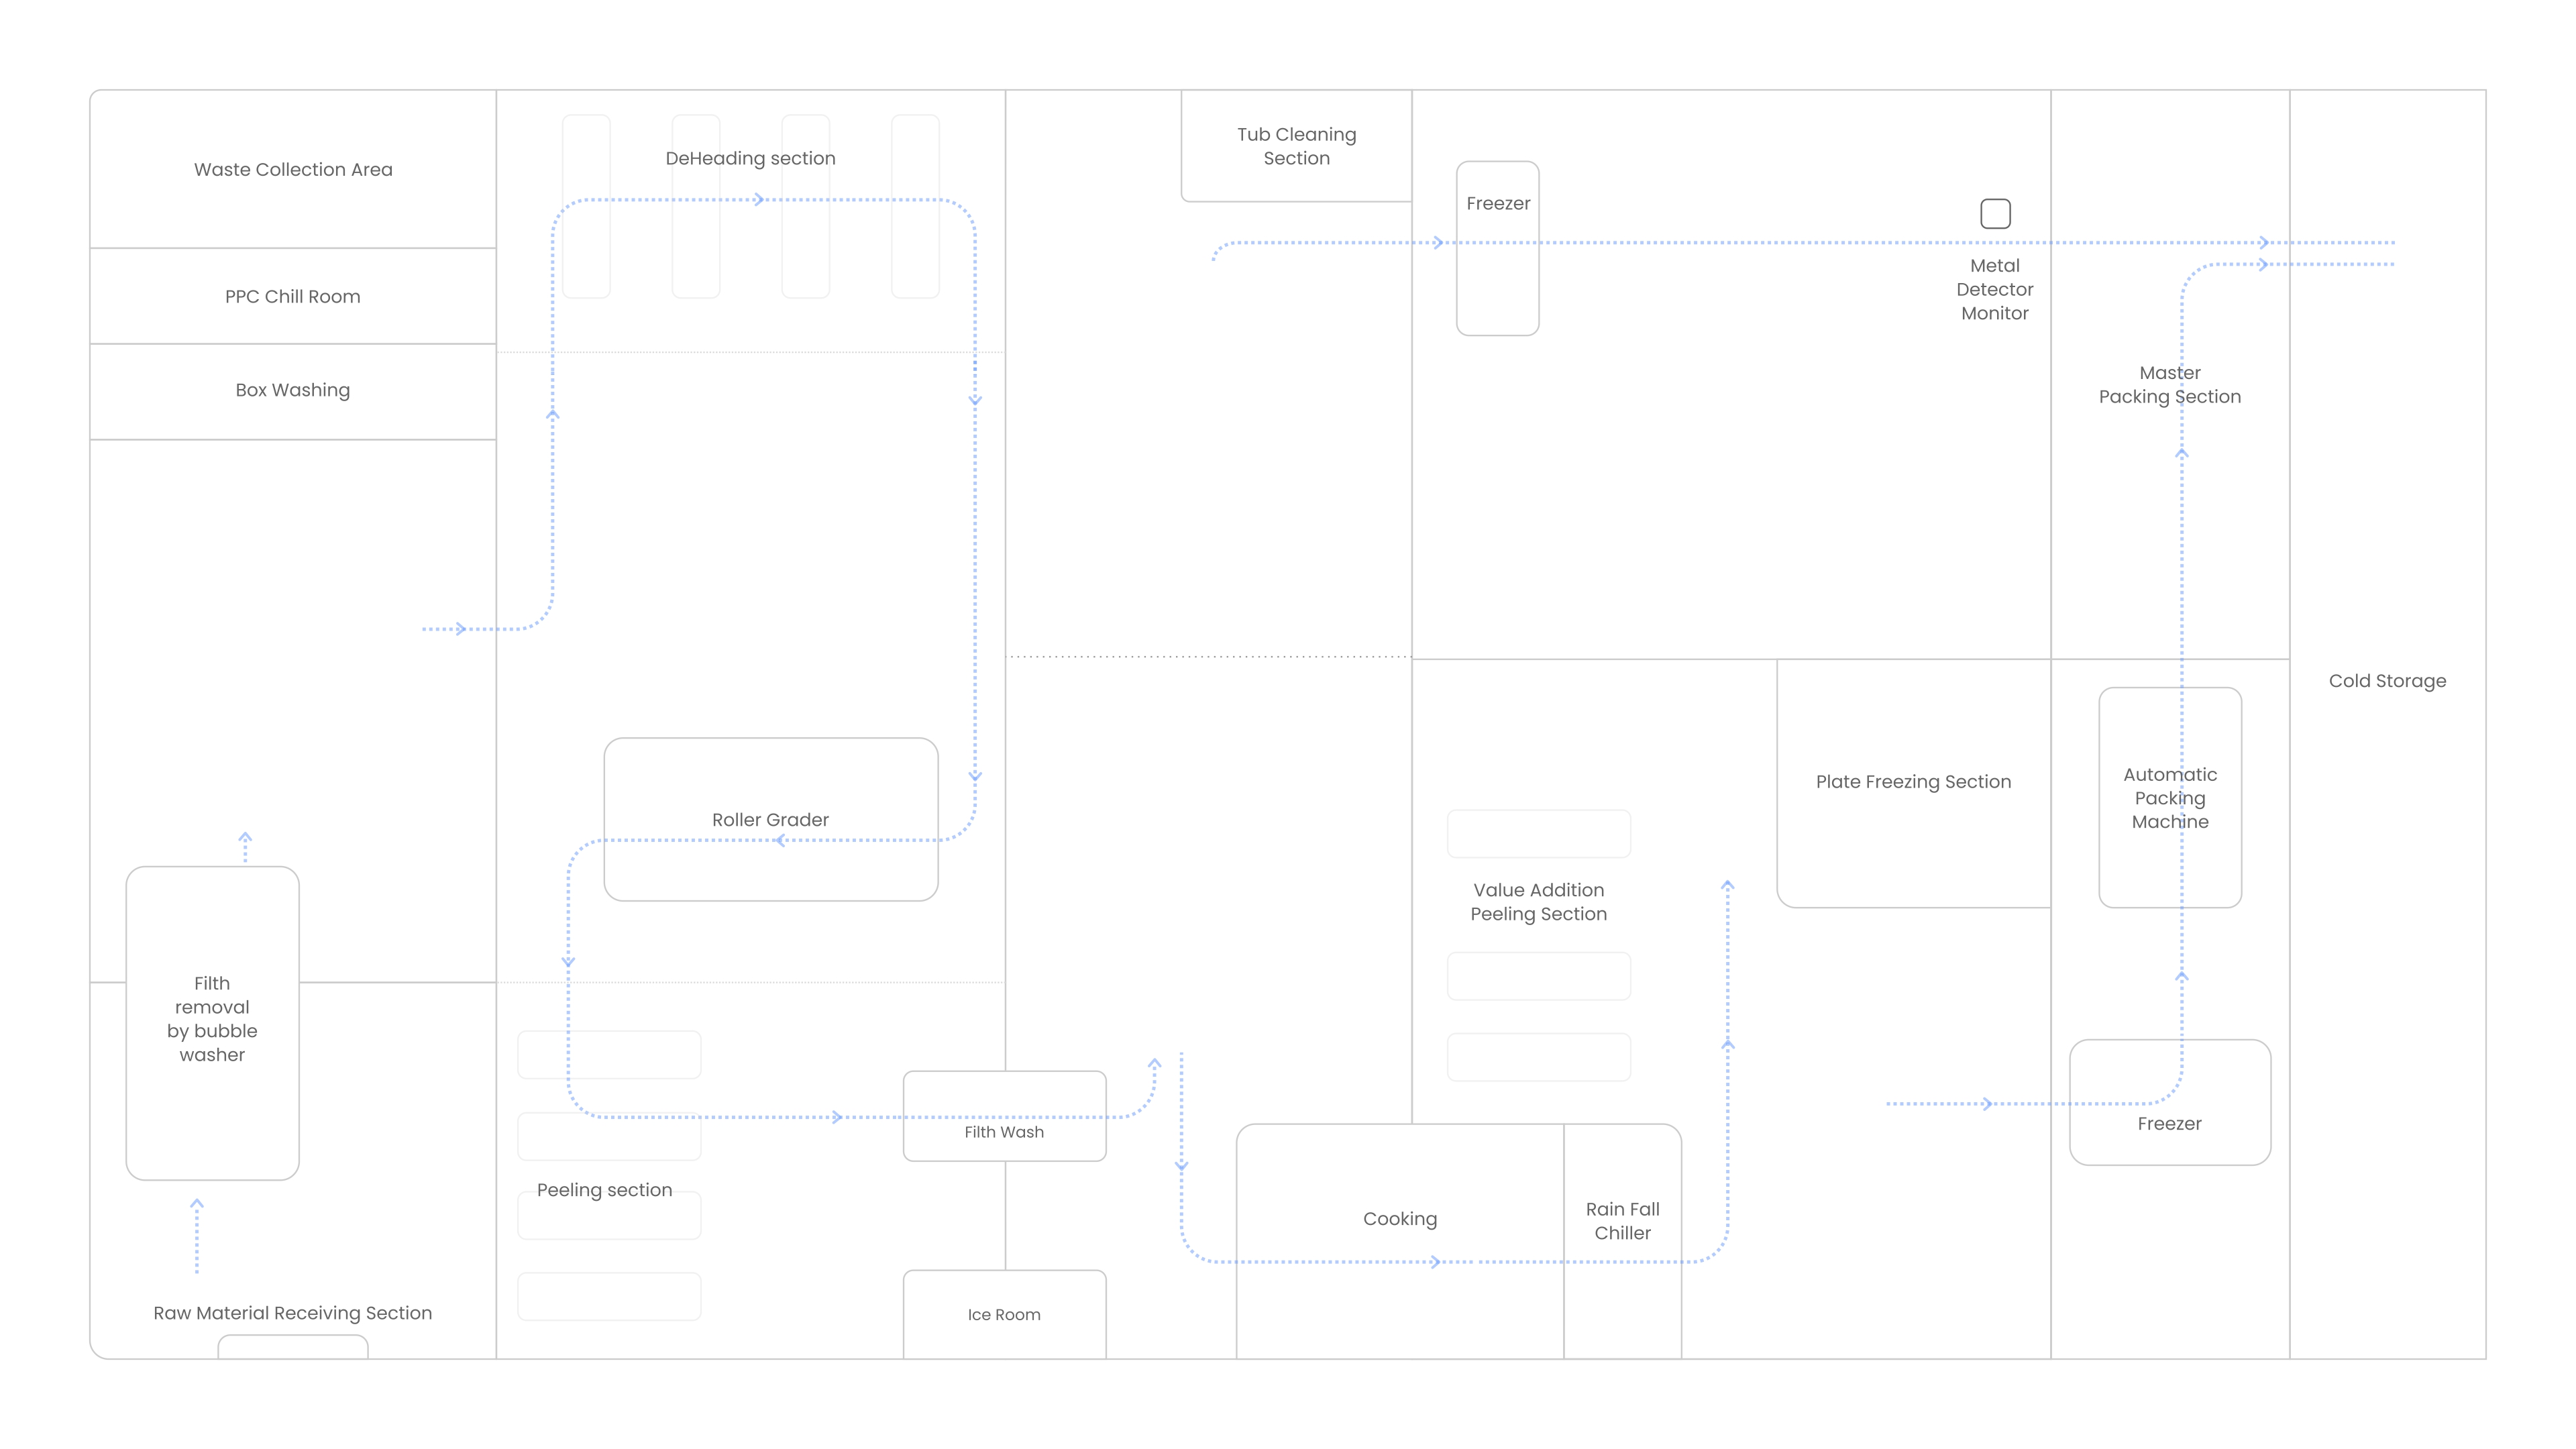 Waste Collection Area
PPC Chill Room
Box Washing
Filth
removal
by bubble
washer
Raw Material Receiving Section
DeHeading section
Roller Grader
Peeling section
Filth Wash
Ice Room
Tub Cleaning
Section
Freezer
Metal
Detector
Monitor
Value Addition
Peeling Section
Plate Freezing Section
Cooking
Rain Fall
Chiller
Master
Packing Section
Automatic
Packing
Machine
Freezer
Cold Storage